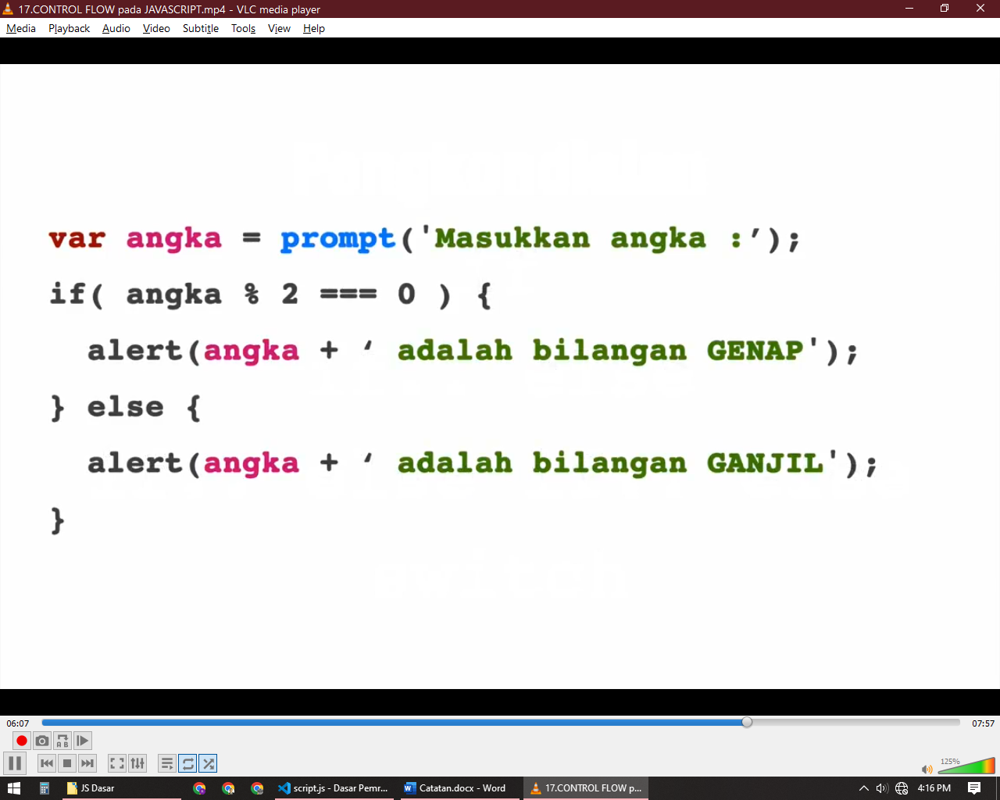 17.CONTROL FLOW pada JAVASCRIPT.mp4 - VLC media player
Media Playback Audio Video Subtitle Tools View Help
var angka = prompt('Masukkan angka :’);
if( angka % 2 === 0 ) {
alert(angka + ‘ adalah bilangan GENAP');
} else {
alert(angka + ‘ adalah bilangan GANJIL');
}
switch
06:07
07:57
A B
125%
JS Dasar
script.js - Dasar Pemr...
Catatan.docx - Word
17.CONTROL FLOW p...
4:16 PM